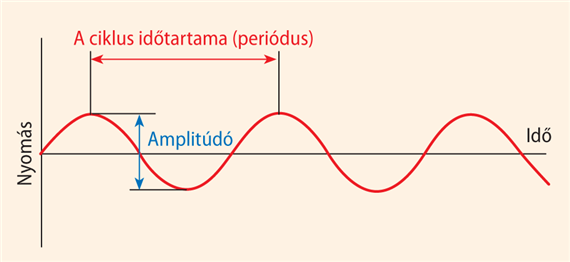 A ciklus időtartama (periódus)
Amplitúdó
Idő
Nyomás